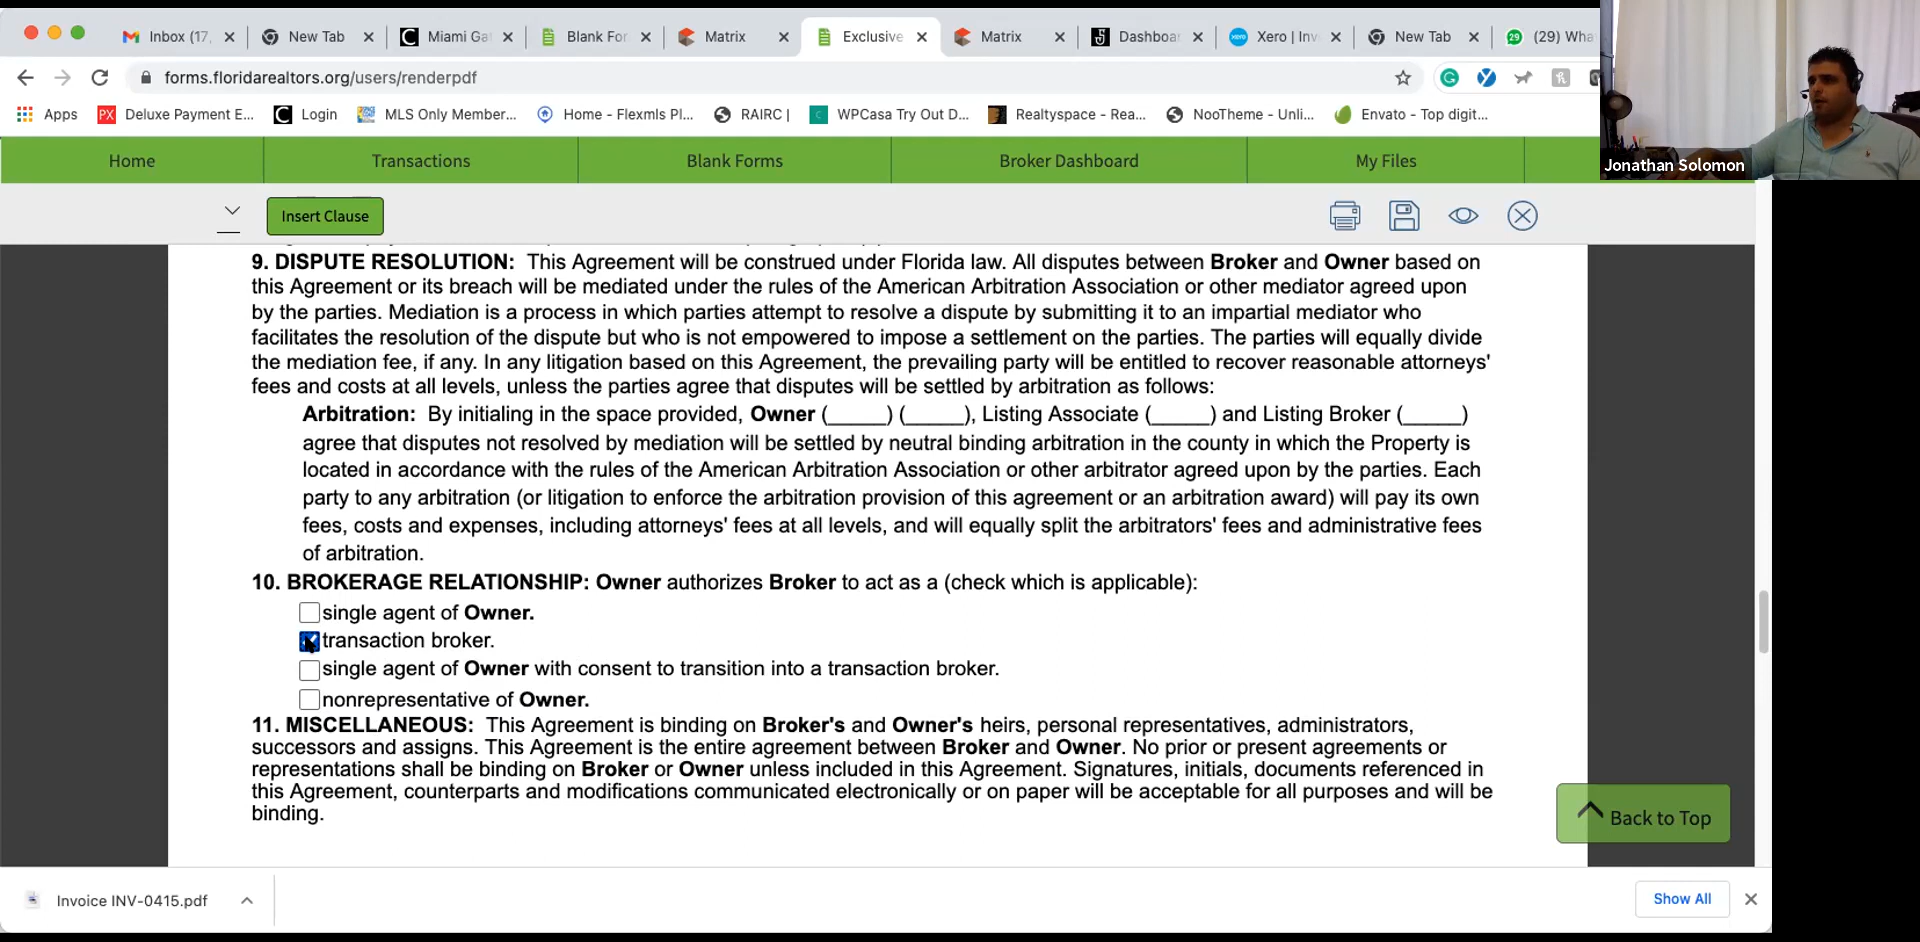 Inbox (17,
New Tab
Miami Ga
Blank For
Matrix
Exclusive
Matrix
Dashboar
Xero | Inv
New Tab
(29) Wha
forms.floridarealtors.org/users/renderpdf
Apps
PX Deluxe Payment E...
Login
MLS Only Member...
Home - Flexmls Pl...
RAIRC |
WPCasa Try Out D...
Realtyspace - Rea...
NooTheme - Unli...
Envato - Top digit...
Jonathan Solomon
Home
Transactions
Blank Forms
Broker Dashboard
My Files
Insert Clause
9. DISPUTE RESOLUTION: This Agreement will be construed under Florida law. All disputes between Broker and Owner based on
this Agreement or its breach will be mediated under the rules of the American Arbitration Association or other mediator agreed upon
by the parties. Mediation is a process in which parties attempt to resolve a dispute by submitting it to an impartial mediator who
facilitates the resolution of the dispute but who is not empowered to impose a settlement on the parties. The parties will equally divide
the mediation fee, if any. In any litigation based on this Agreement, the prevailing party will be entitled to recover reasonable attorneys'
fees and costs at all levels, unless the parties agree that disputes will be settled by arbitration as follows:
Arbitration: By initialing in the space provided, Owner (_____) (_____), Listing Associate (_____) and Listing Broker (_____)
agree that disputes not resolved by mediation will be settled by neutral binding arbitration in the county in which the Property is
located in accordance with the rules of the American Arbitration Association or other arbitrator agreed upon by the parties. Each
party to any arbitration (or litigation to enforce the arbitration provision of this agreement or an arbitration award) will pay its own
fees, costs and expenses, including attorneys' fees at all levels, and will equally split the arbitrators' fees and administrative fees
of arbitration.
10. BROKERAGE RELATIONSHIP: Owner authorizes Broker to act as a (check which is applicable):
single agent of Owner.
transaction broker.
single agent of Owner with consent to transition into a transaction broker.
nonrepresentative of Owner.
11. MISCELLANEOUS: This Agreement is binding on Broker's and Owner's heirs, personal representatives, administrators,
successors and assigns. This Agreement is the entire agreement between Broker and Owner. No prior or present agreements or
representations shall be binding on Broker or Owner unless included in this Agreement. Signatures, initials, documents referenced in
this Agreement, counterparts and modifications communicated electronically or on paper will be acceptable for all purposes and will be
binding.
Back to Top
Invoice INV-0415.pdf
Show All